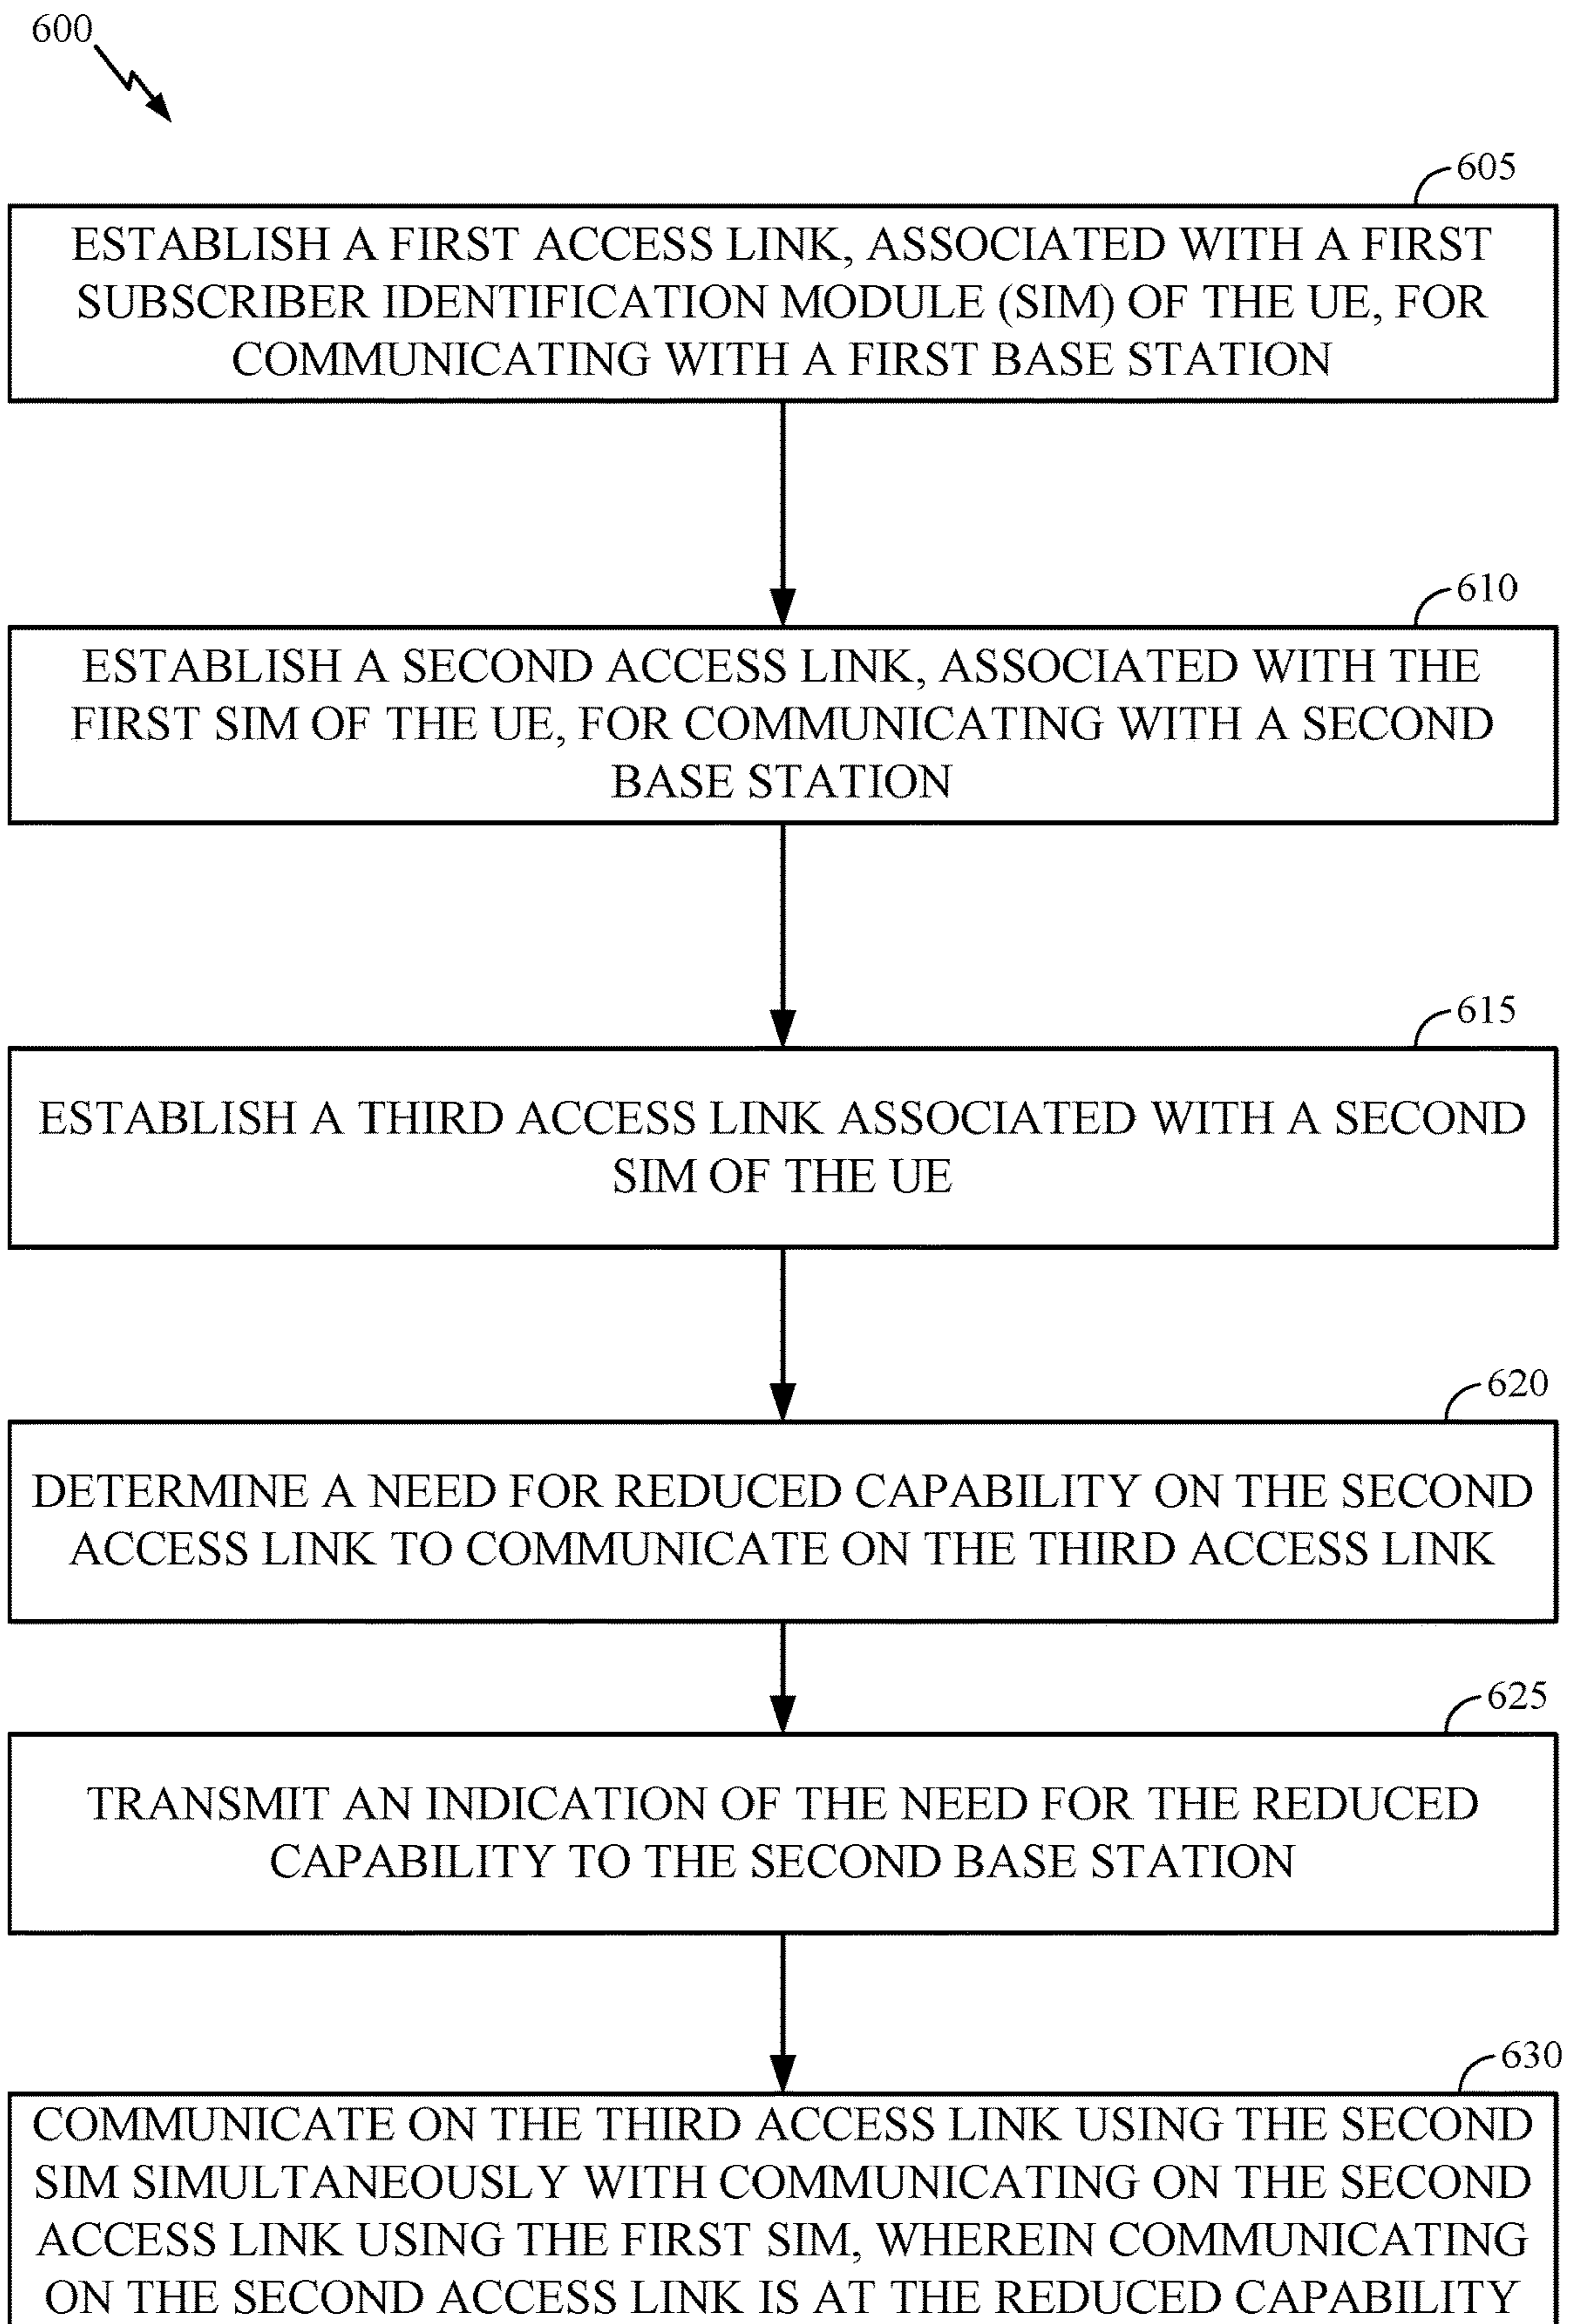 600
605
ESTABLISH A FIRST ACCESS LINK, ASSOCIATED WITH A FIRST
SUBSCRIBER IDENTIFICATION MODULE (SIM) OF THE UE, FOR
COMMUNICATING WITH A FIRST BASE STATION
610
ESTABLISH A SECOND ACCESS LINK, ASSOCIATED WITH THE
FIRST SIM OF THE UE, FOR COMMUNICATING WITH A SECOND
BASE STATION
615
ESTABLISH A THIRD ACCESS LINK ASSOCIATED WITH A SECOND
SIM OF THE UE
620
DETERMINE A NEED FOR REDUCED CAPABILITY ON THE SECOND
ACCESS LINK TO COMMUNICATE ON THE THIRD ACCESS LINK
625
TRANSMIT AN INDICATION OF THE NEED FOR THE REDUCED
CAPABILITY TO THE SECOND BASE STATION
630
COMMUNICATE ON THE THIRD ACCESS LINK USING THE SECOND
SIM SIMULTANEOUSLY WITH COMMUNICATING ON THE SECOND
ACCESS LINK USING THE FIRST SIM, WHEREIN COMMUNICATING
ON THE SECOND ACCESS LINK IS AT THE REDUCED CAPABILITY